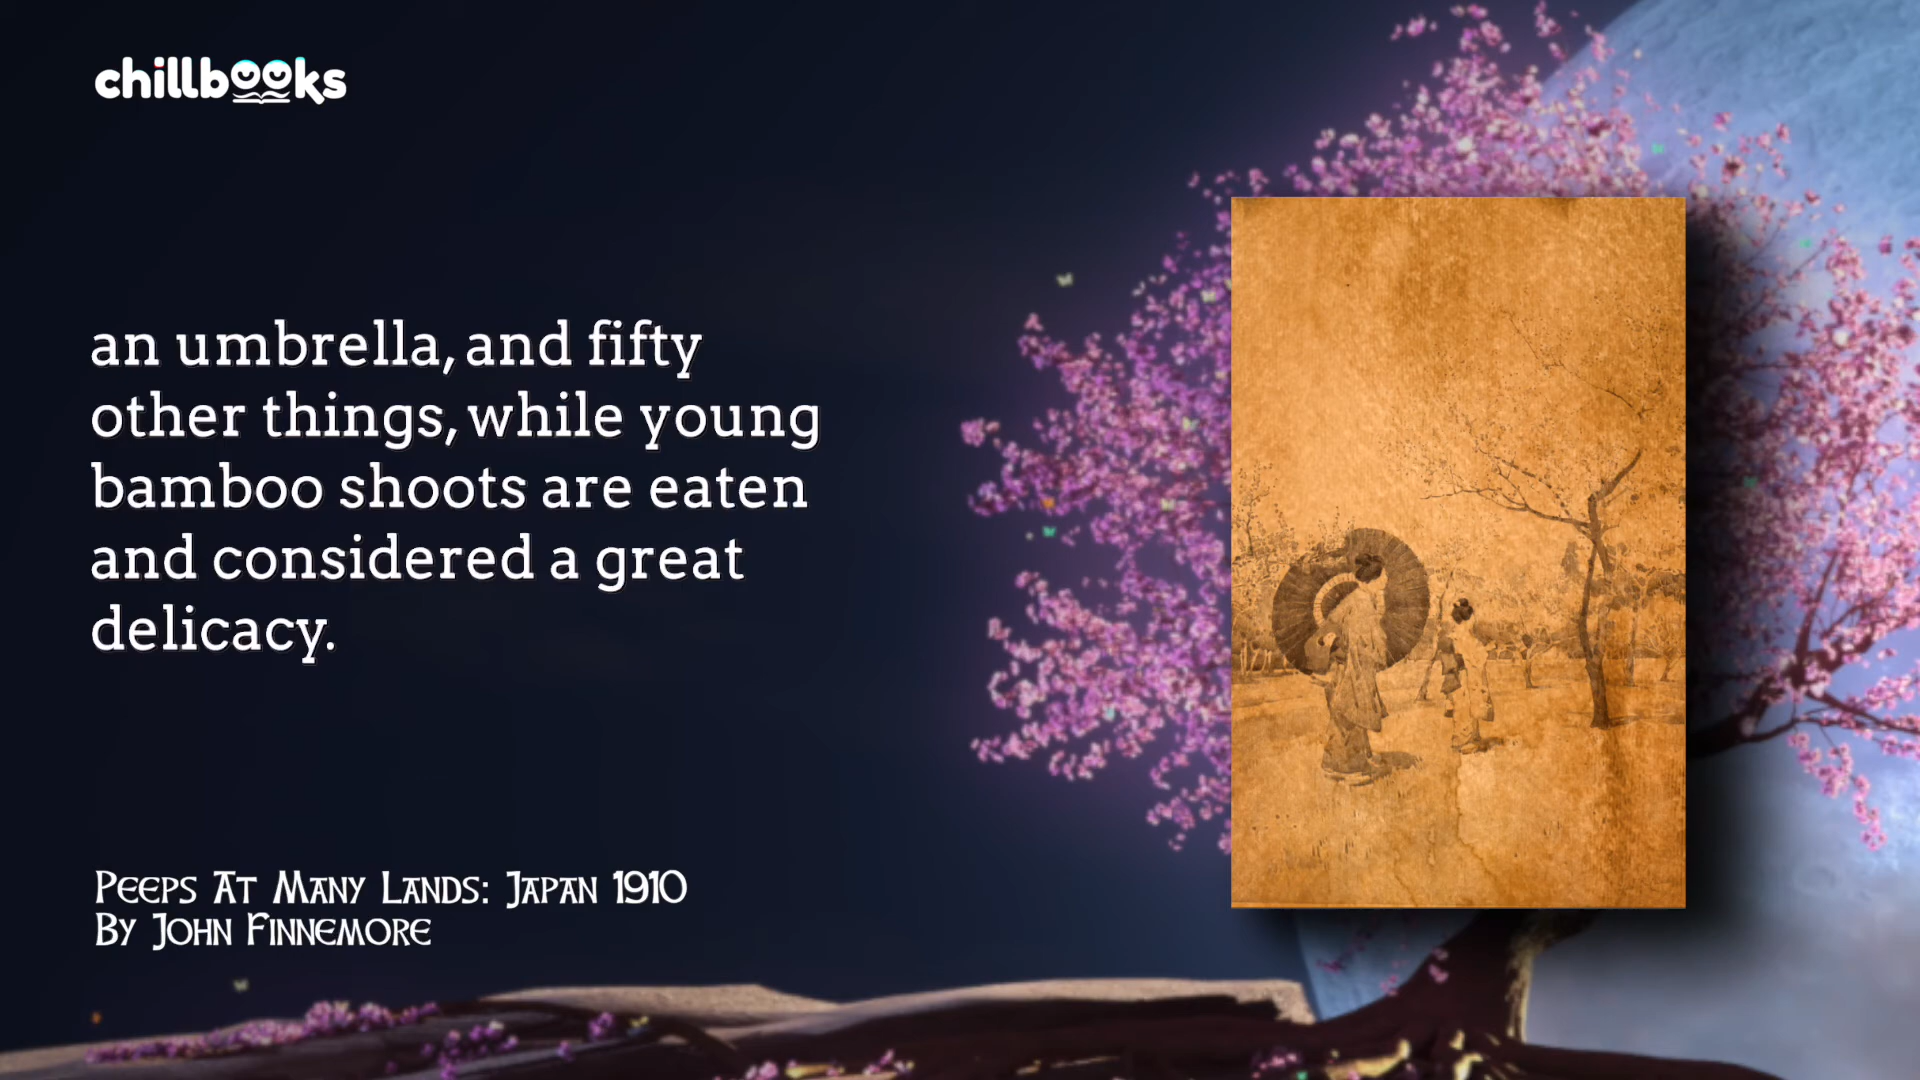 chillbooks
an umbrella, and fifty
other things, while young
bamboo shoots are eaten
and considered a great
delicacy.
Peeps At Many Lands: Japan 1910
By John Finnemore